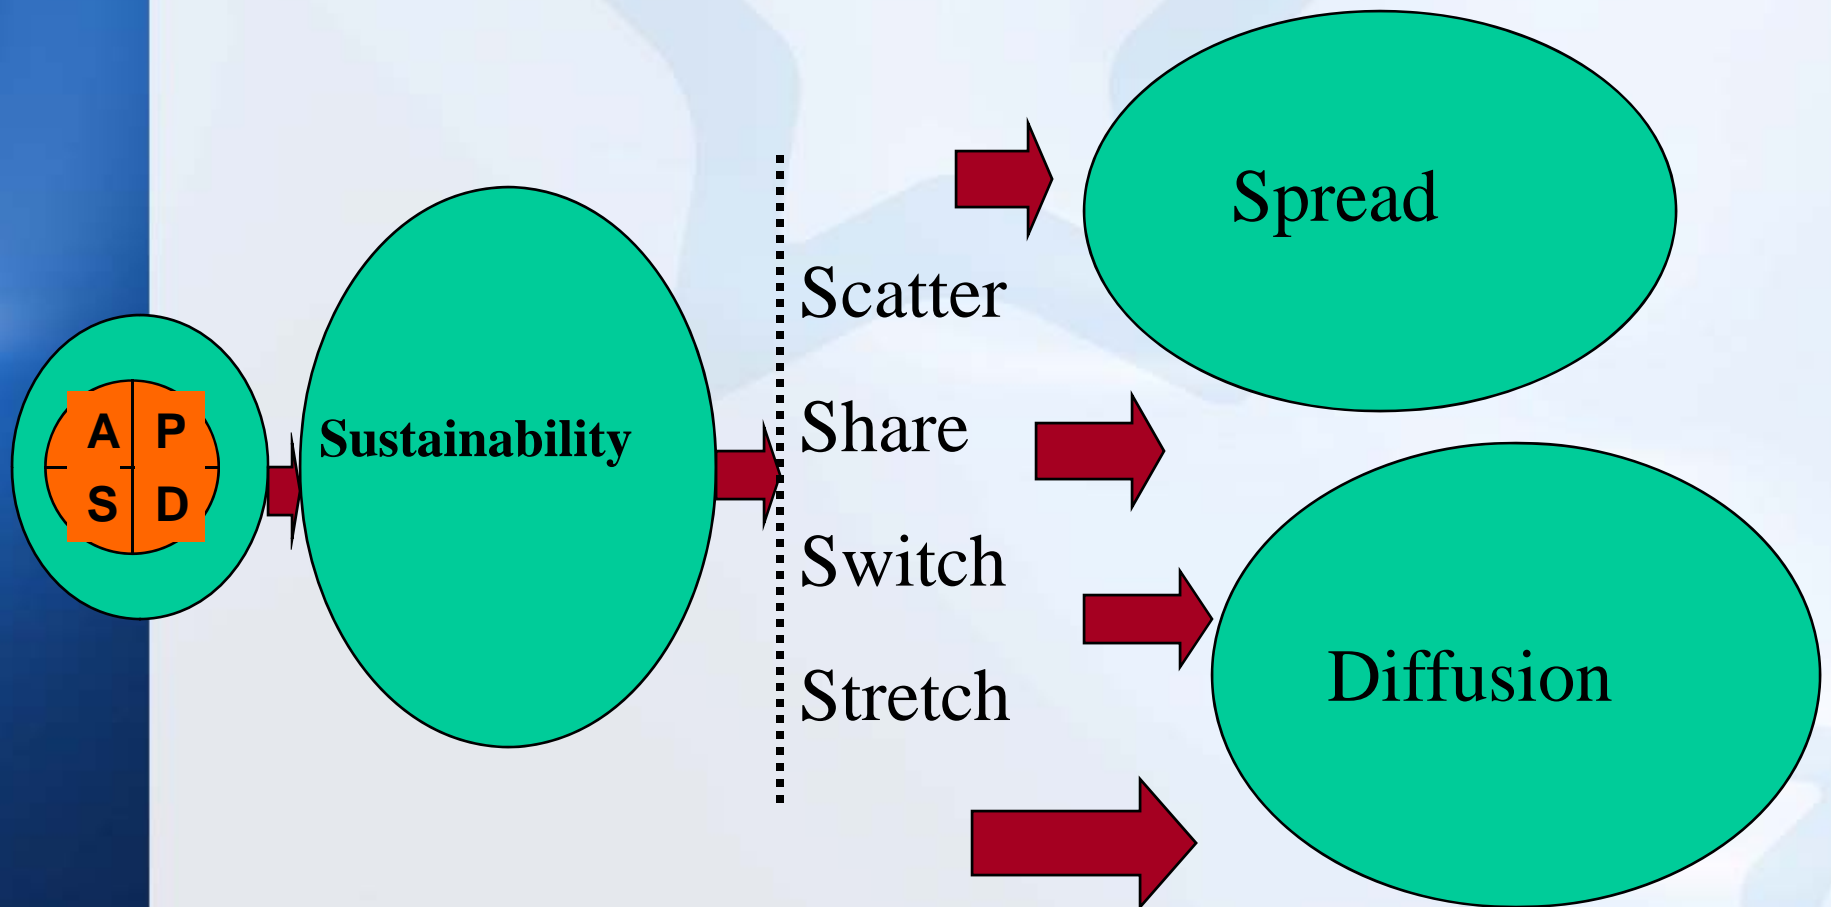 A P
S D
Sustainability
Scatter
Share
Switch
Stretch
Spread
Diffusion